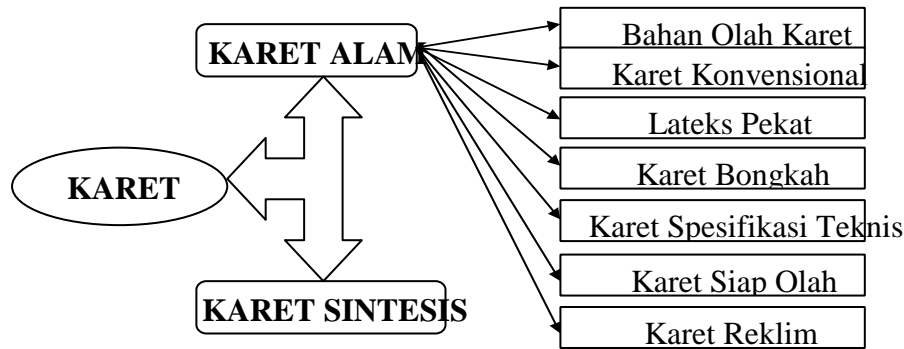 KARET
KARET ALAM
KARET SINTESIS
Bahan Olah Karet
Karet Konvensional
Lateks Pekat
Karet Bongkah
Karet Spesifikasi Teknis
Karet Siap Olah
Karet Reklim